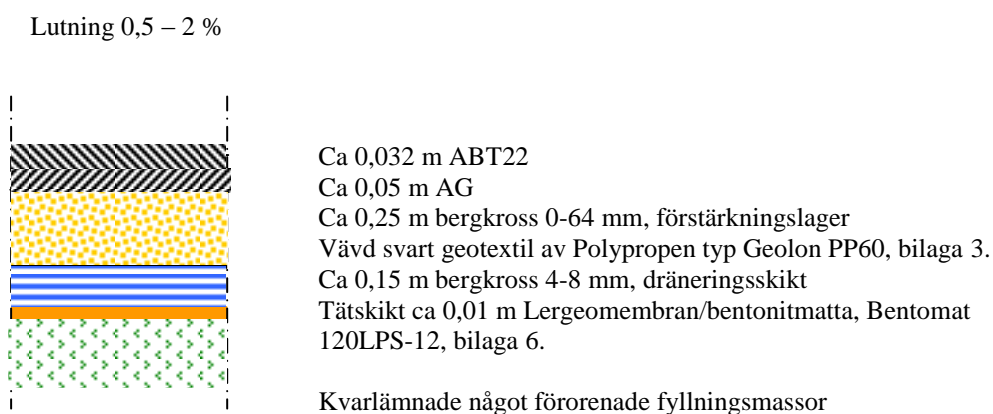 Lutning 0,5 – 2 %
Ca 0,032 m ABT22
Ca 0,05 m AG
Ca 0,25 m bergkross 0-64 mm, förstärkningslager
Vävd svart geotextil av Polypropen typ Geolon PP60, bilaga 3.
Ca 0,15 m bergkross 4-8 mm, dräneringsskikt
Tätskikt ca 0,01 m Lergeomembran/bentonitmatta, Bentomat
120LPS-12, bilaga 6.
Kvarlämnade något förorenade fyllningsmassor